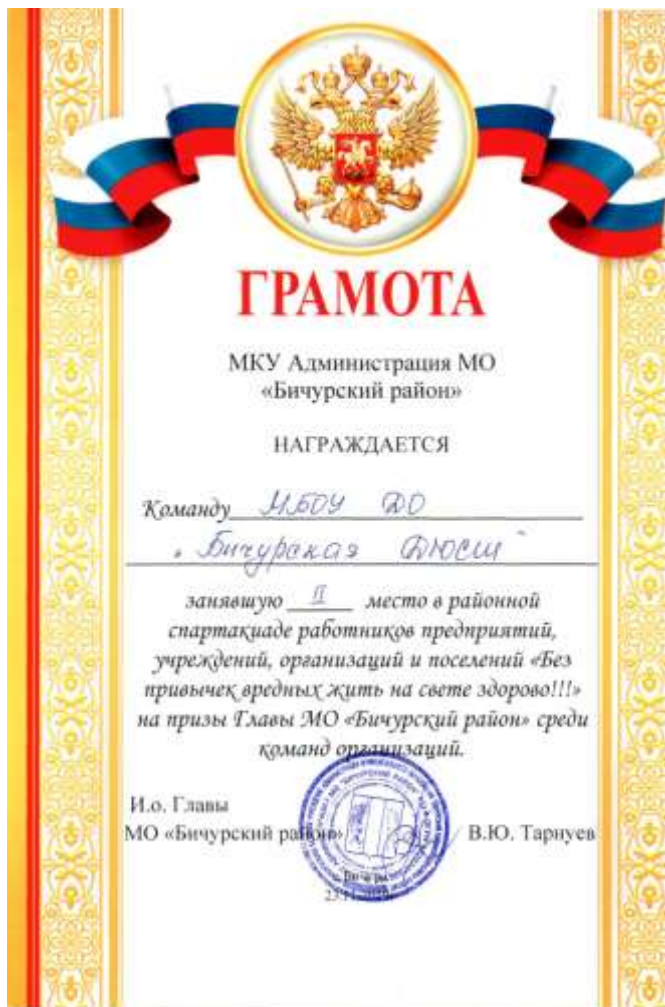 ГРАМОТА
МКУ Администрация МО
«Бичурский район»
НАГРАЖДАЕТСЯ
Команду МБОУ ДО
"Бичурская ДЮСШ"
занявшую II место в районной
спартакиаде работников предприятий,
учреждений, организаций и поселений «Без
привычек вредных жить на свете здорово!!!»
на призы Главы МО «Бичурский район» среди
команд организаций.
И.о. Главы
МО «Бичурский район» В.Ю. Тарнуев